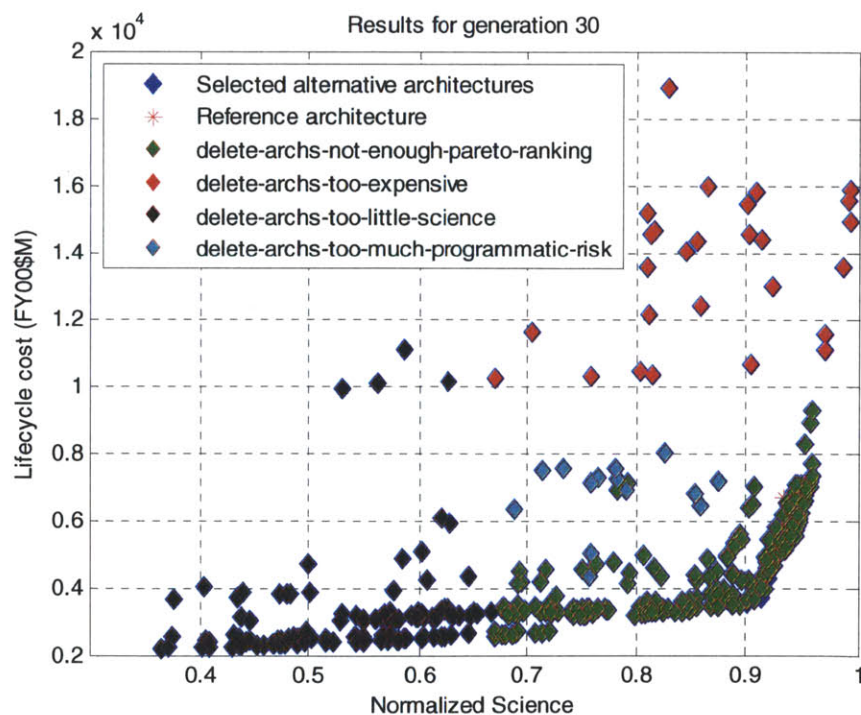 Results for generation 30
x 10⁴
2
1.8
1.6
1.4
1.2
1
0.8
0.6
0.4
0.2
Selected alternative architectures
Reference architecture
delete-archs-not-enough-pareto-ranking
delete-archs-too-expensive
delete-archs-too-little-science
delete-archs-too-much-programmatic-risk
Lifecycle cost (FY00$M)
0.4 0.5 0.6 0.7 0.8 0.9 1
Normalized Science